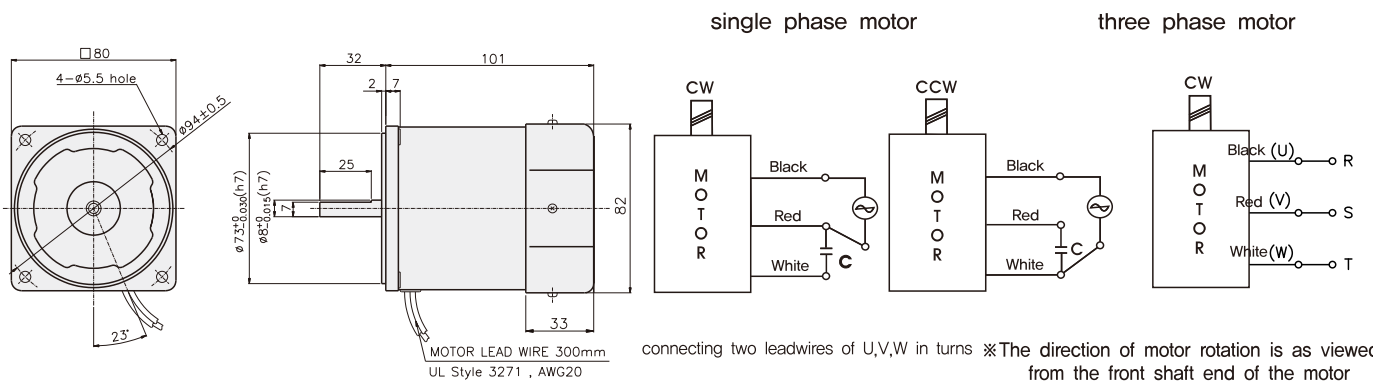 □80
4-ø5.5 hole
ø94±0.5
23°
32
101
2
7
25
7
ø73±0 0.030(h7)
ø8±0 0.015(h7)
82
33
MOTOR LEAD WIRE 300mm
UL Style 3271 , AWG20
single phase motor
CW
MOTOR
Black
Red
White
C
CCW
MOTOR
Black
Red
White
C
three phase motor
CW
MOTOR
Black (U)
R
Red (V)
S
White(W)
T
connecting two leadwires of U,V,W in turns
※The direction of motor rotation is as viewed
from the front shaft end of the motor